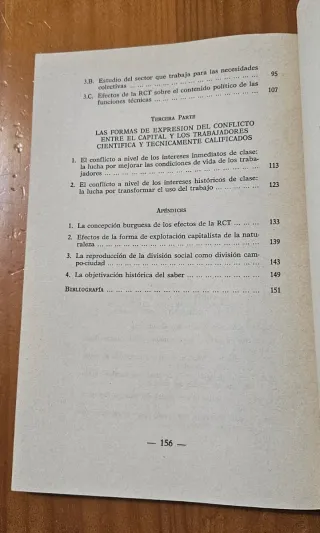 3.B. Estudio del sector que trabaja para las necesidades
colectivas ... ... ... ... ... ... ... ... ... ... ... ... 95
3.C. Efectos de la RCT sobre el contenido político de las
funciones técnicas ... ... ... ... ... ... ... ... ... 107
TERCERA PARTE
LAS FORMAS DE EXPRESION DEL CONFLICTO
ENTRE EL CAPITAL Y LOS TRABAJADORES
CIENTIFICA Y TECNICAMENTE CALIFICADOS
1. El conflicto a nivel de los intereses inmediatos de clase:
la lucha por mejorar las condiciones de vida de los traba-
jadores ... ... ... ... ... ... ... ... ... ... ... ... 113
2. El conflicto a nivel de los intereses históricos de clase:
la lucha por transformar el uso del trabajo ... ... ... 123
APÉNDICES
1. La concepción burguesa de los efectos de la RCT ... ... 133
2. Efectos de la forma de explotación capitalista de la natu-
raleza ... ... ... ... ... ... ... ... ... ... ... ... 139
3. La reproducción de la división social como división cam-
po-ciudad ... ... ... ... ... ... ... ... ... ... ... 143
4. La objetivación histórica del saber ... ... ... ... ... 149
BIBLIOGRAFÍA ... ... ... ... ... ... ... ... ... ... ... 151
— 156 —